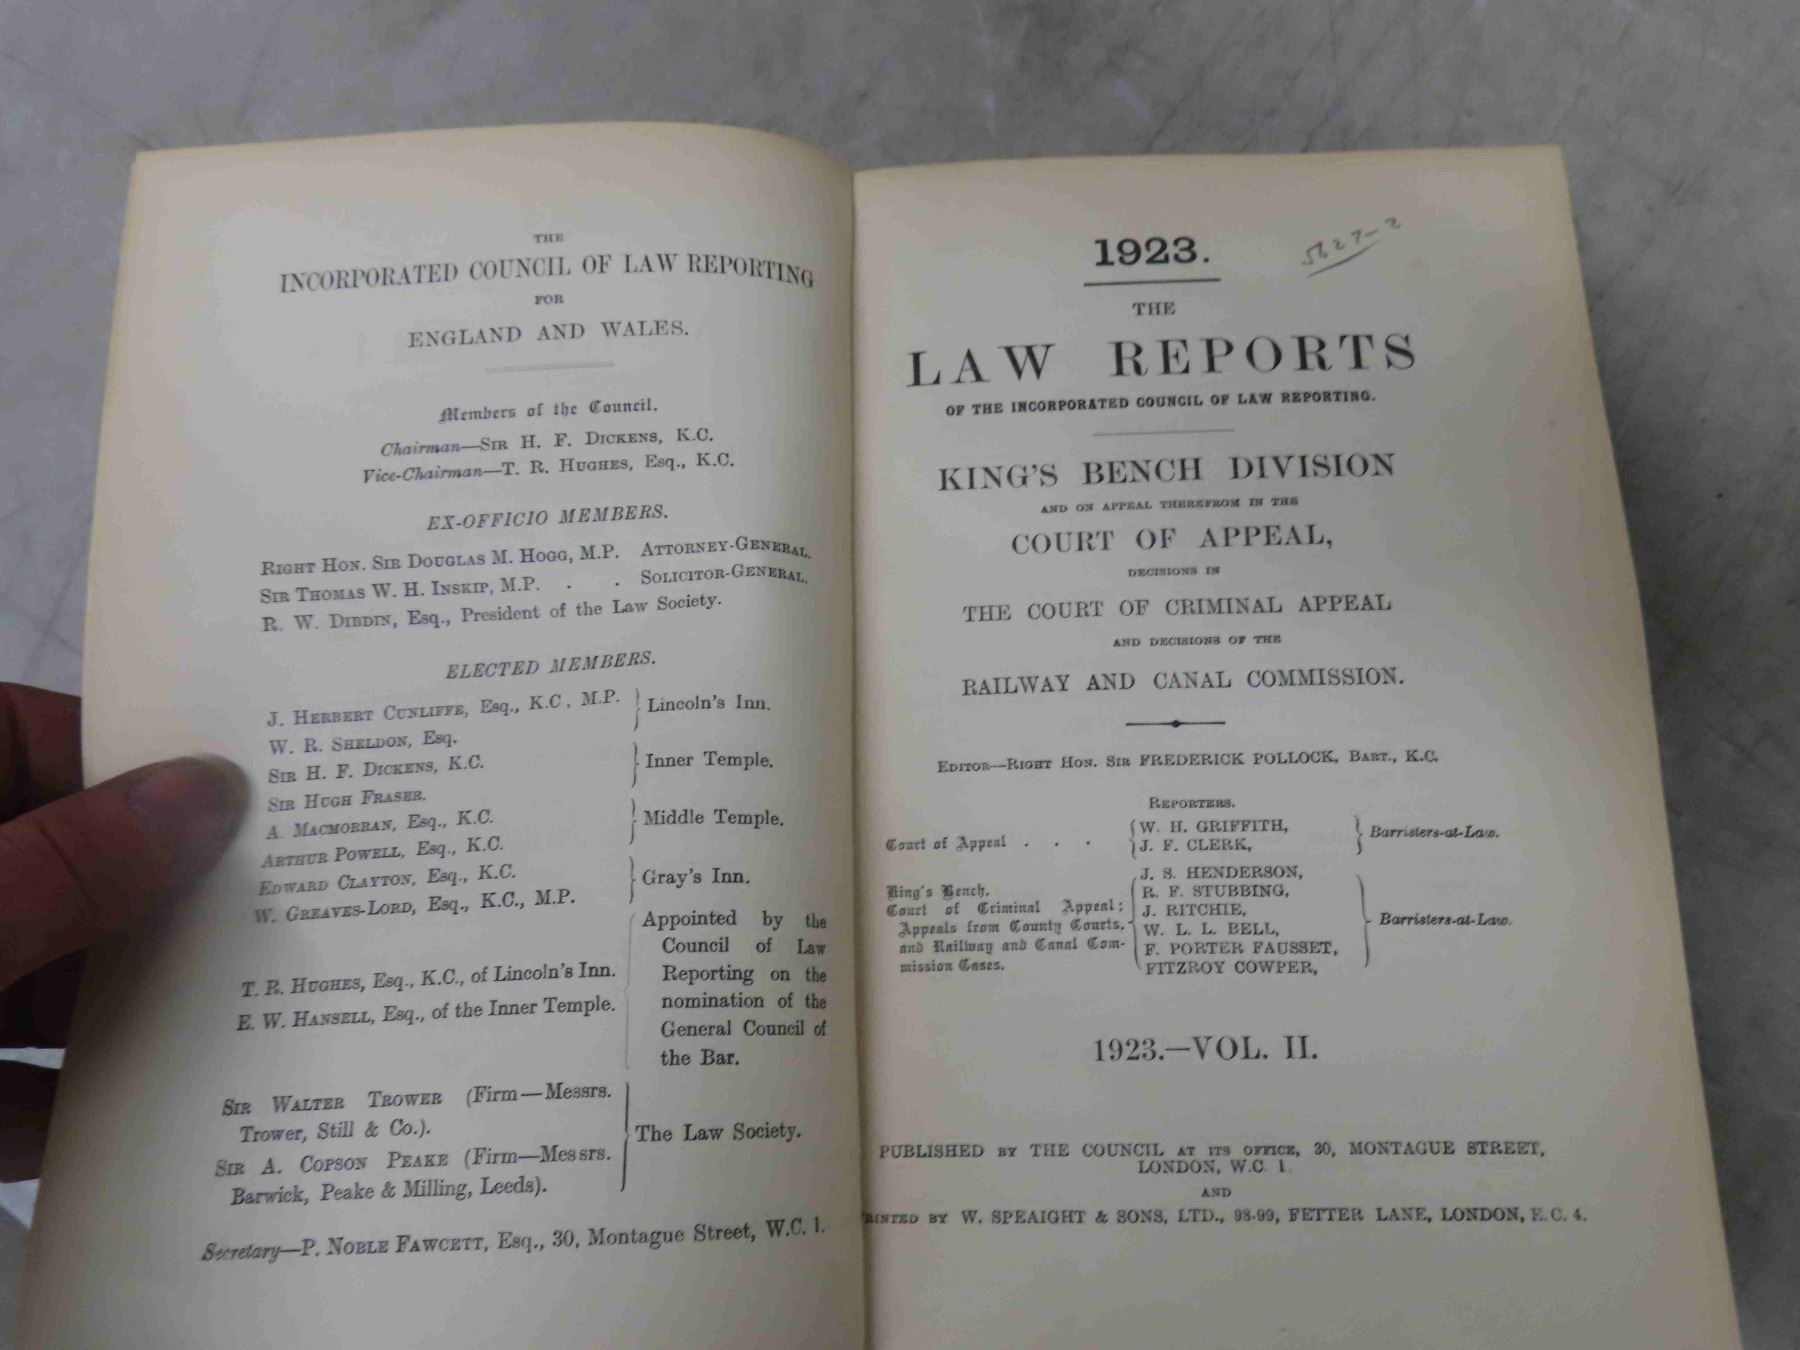 THE
INCORPORATED COUNCIL OF LAW REPORTING
FOR
ENGLAND AND WALES.
Members of the Council.
Chairman—SIR H. F. DICKENS, K.C.
Vice-Chairman—T. R. HUGHES, Esq., K.C.
EX-OFFICIO MEMBERS.
RIGHT HON. SIR DOUGLAS M. HOGG, M.P. ATTORNEY-GENERAL.
SIR THOMAS W. H. INSKIP, M.P. . . SOLICITOR-GENERAL.
R. W. DIBDIN, Esq., President of the Law Society.
ELECTED MEMBERS.
J. HERBERT CUNLIFFE, Esq., K.C, M.P.
W. R. SHELDON, Esq.
Lincoln's Inn.
SIR H. F. DICKENS, K.C.
SIR HUGH FRASER.
Inner Temple.
A MACMORRAN, Esq., K.C.
ARTHUR POWELL, Esq., K.C.
Middle Temple.
EDWARD CLAYTON, Esq., K.C.
W. GREAVES-LORD, Esq., K.C., M.P.
Gray's Inn.
T. R. HUGHES, Esq., K.C., of Lincoln's Inn.
E. W. HANSELL, Esq., of the Inner Temple.
Appointed by the
Council of Law
Reporting on the
nomination of the
General Council of
the Bar.
SIR WALTER TROWER (Firm—Messrs.
Trower, Still & Co.).
SIR A. COPSON PEAKE (Firm—Messrs.
Barwick, Peake & Milling, Leeds).
The Law Society.
Secretary—P. NOBLE FAWCETT, Esq., 30, Montague Street, W.C. 1.
1923.
5627-2
THE
LAW REPORTS
OF THE INCORPORATED COUNCIL OF LAW REPORTING.
KING'S BENCH DIVISION
AND ON APPEAL THEREFROM IN THE
COURT OF APPEAL,
DECISIONS IN
THE COURT OF CRIMINAL APPEAL
AND DECISIONS OF THE
RAILWAY AND CANAL COMMISSION.
EDITOR—RIGHT HON. SIR FREDERICK POLLOCK, BART., K.C.
REPORTERS.
Court of Appeal . . .
W. H. GRIFFITH,
J. F. CLERK,
Barristers-at-Law.
King's Bench,
Court of Criminal Appeal;
Appeals from County Courts,
and Railway and Canal Com-
mission Cases.
J. S. HENDERSON,
R. F. STUBBING,
J. RITCHIE,
W. L. L. BELL,
F. PORTER FAUSSET,
FITZROY COWPER,
Barristers-at-Law.
1923.—VOL. II.
PUBLISHED BY THE COUNCIL AT ITS OFFICE, 30, MONTAGUE STREET,
LONDON, W.C 1
AND
PRINTED BY W. SPEAIGHT & SONS, LTD., 98-99, FETTER LANE, LONDON, E.C. 4.